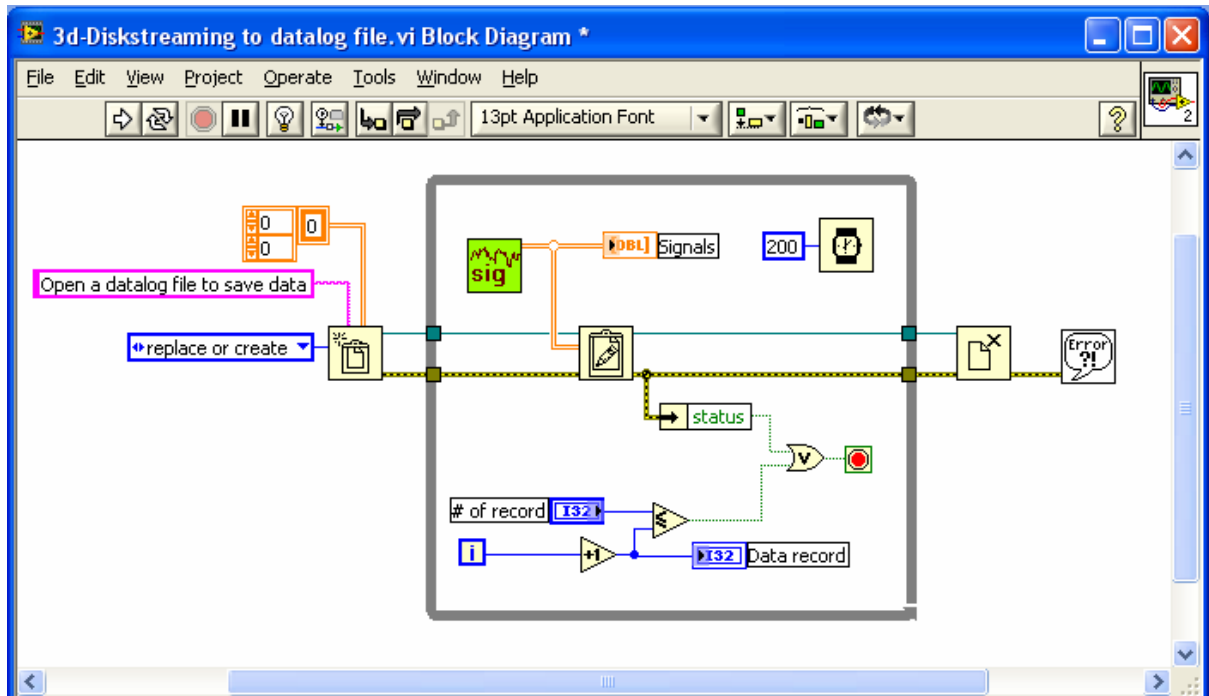 3d-Diskstreaming to datalog file.vi Block Diagram *
File Edit View Project Operate Tools Window Help
13pt Application Font
?
2
0
0
0
Open a datalog file to save data
replace or create
sig
DBL]
Signals
200
status
V
# of record
I32
≤
i
+1
I32
Data record
Error
?!